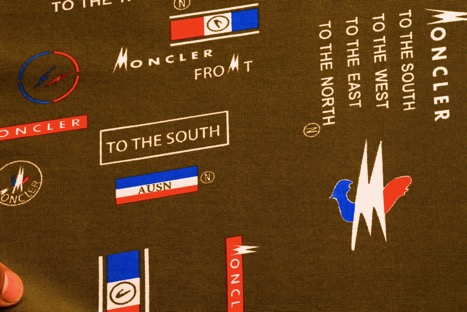 TO THE
N
MONCLER
FROM T
MONCLER
TO THE SOUTH
MONCLER
AUSN
N
MONCLER
TO THE SOUTH
TO THE WEST
TO THE EAST
TO THE NORTH
N
MONCL